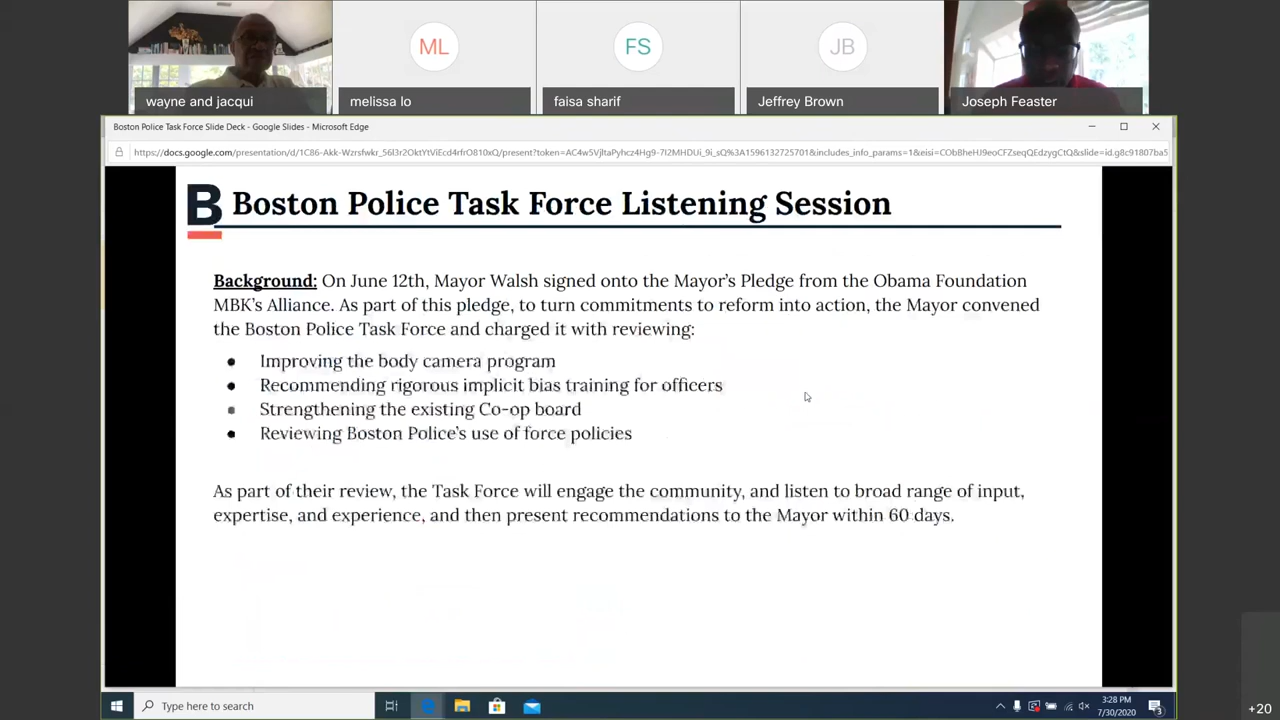 ML
FS
JB
wayne and jacqui
melissa lo
faisa sharif
Jeffrey Brown
Joseph Feaster
Boston Police Task Force Slide Deck - Google Slides - Microsoft Edge
B Boston Police Task Force Listening Session
Background: On June 12th, Mayor Walsh signed onto the Mayor's Pledge from the Obama Foundation
MBK's Alliance. As part of this pledge, to turn commitments to reform into action, the Mayor convened
the Boston Police Task Force and charged it with reviewing:
● Improving the body camera program
● Recommending rigorous implicit bias training for officers
● Strengthening the existing Co-op board
● Reviewing Boston Police's use of force policies
As part of their review, the Task Force will engage the community, and listen to broad range of input,
expertise, and experience, and then present recommendations to the Mayor within 60 days.
Type here to search
3:28 PM
7/30/2020
3
+20